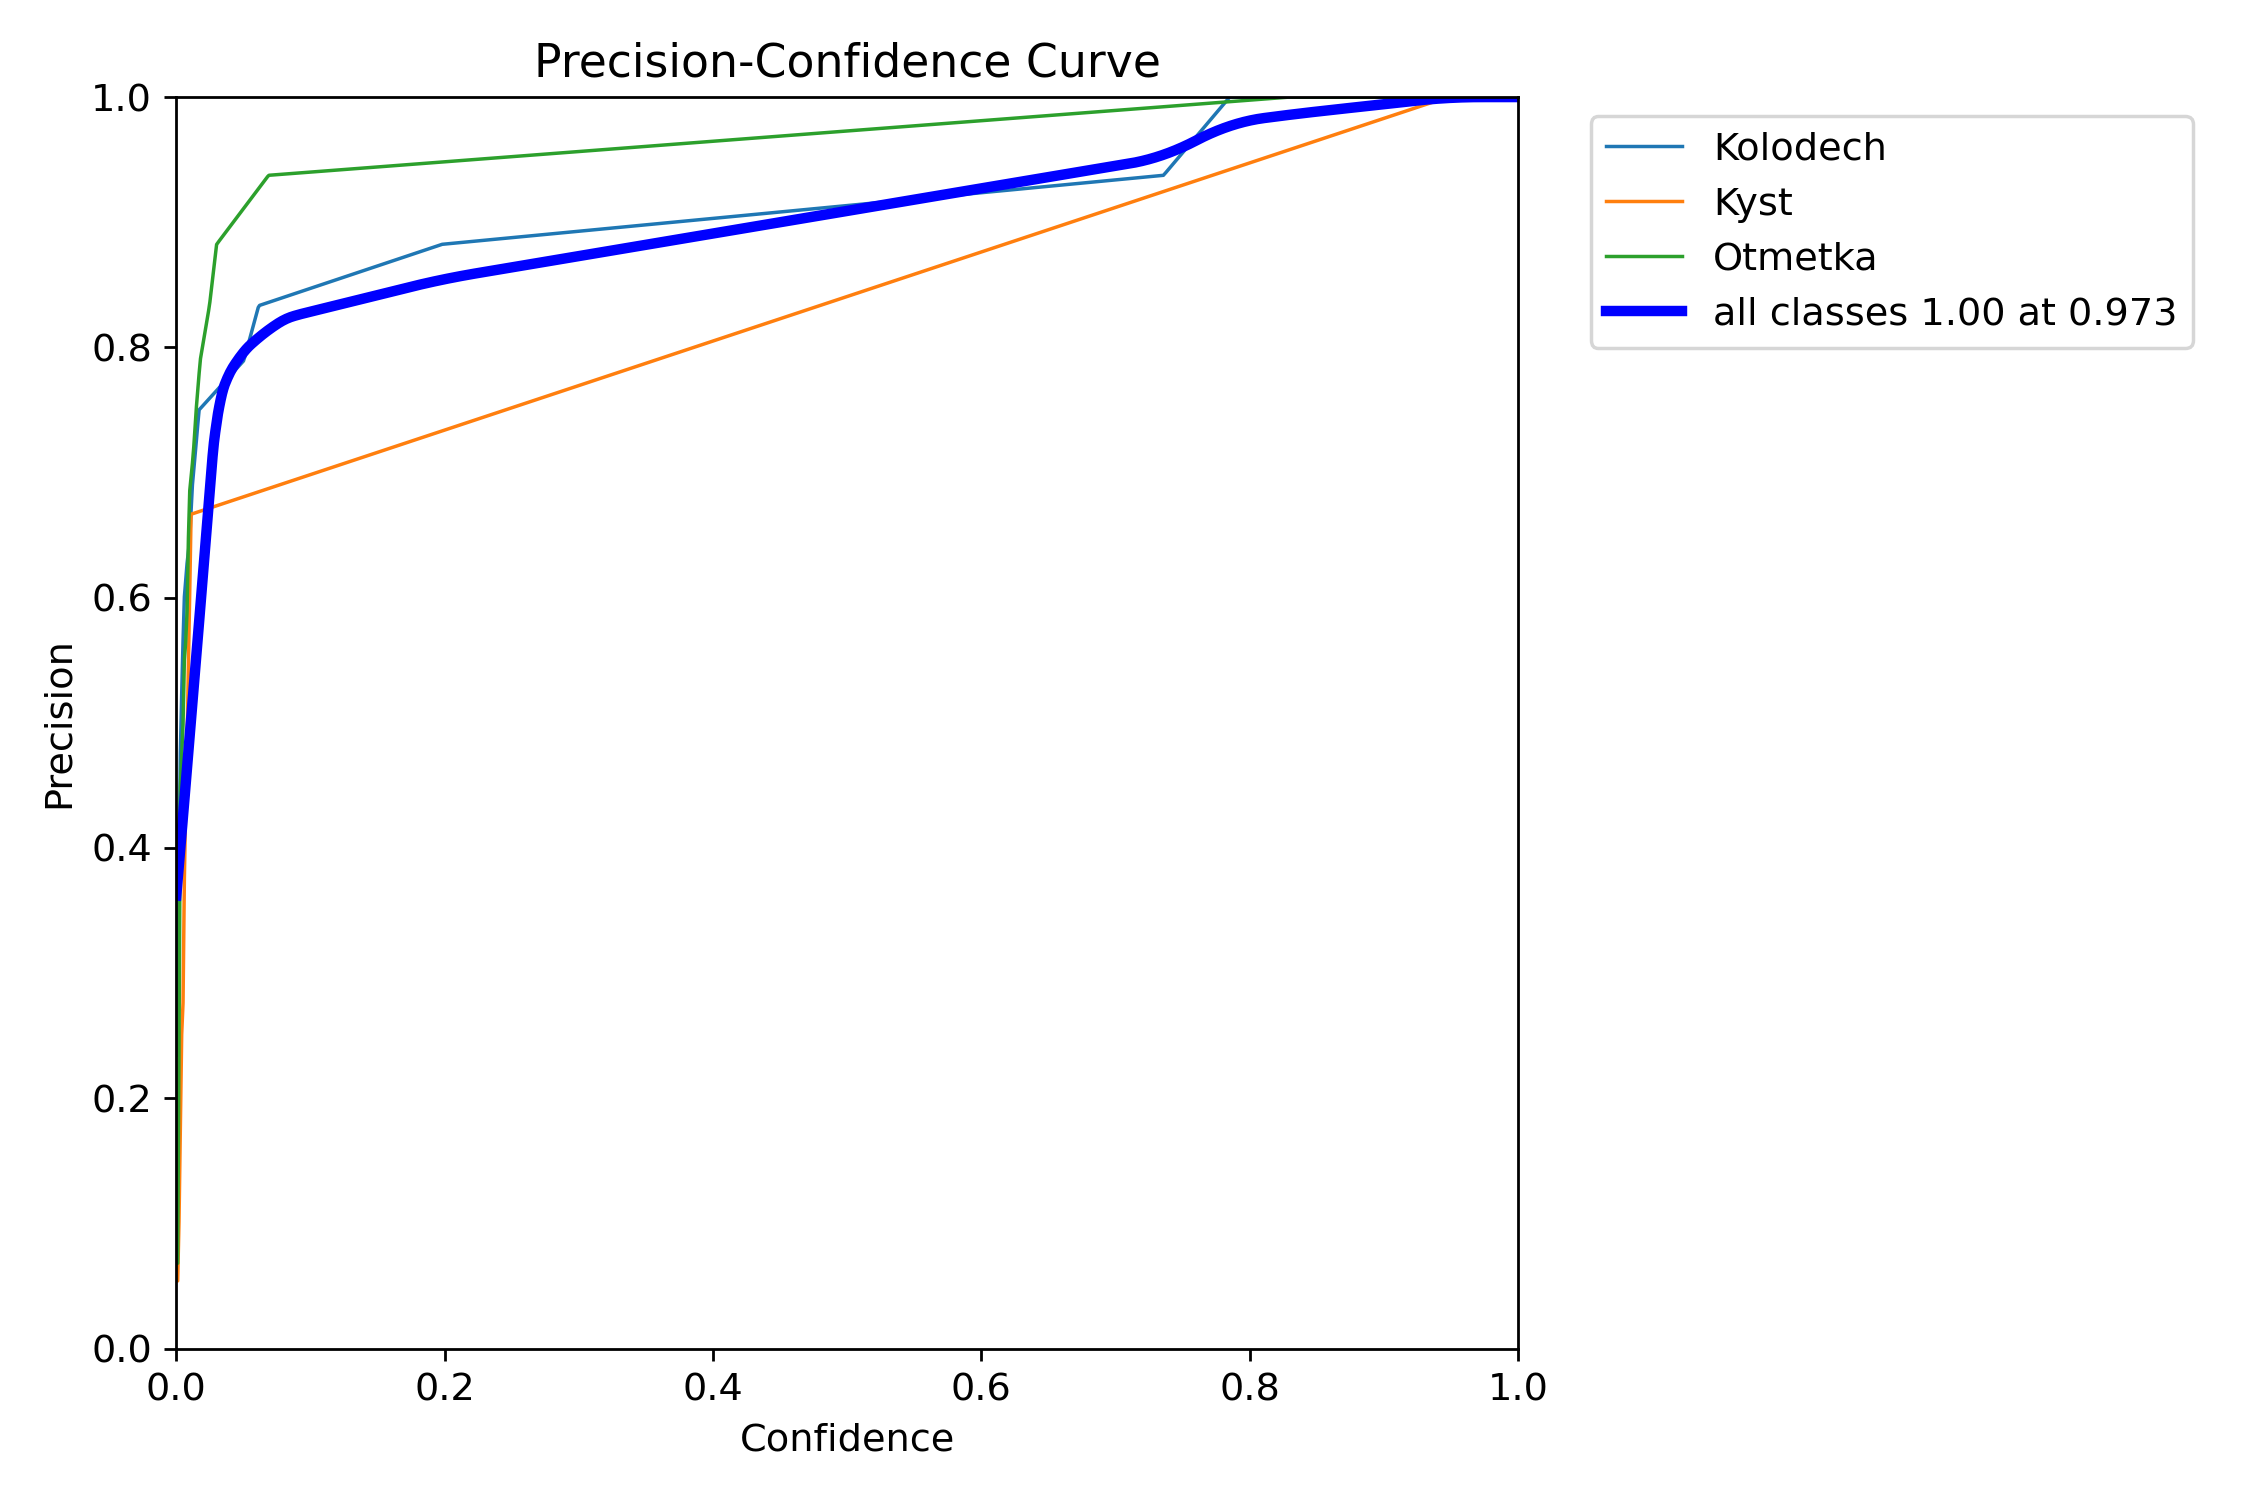 Precision-Confidence Curve
1.0
0.8
0.6
0.4
0.2
0.0
Precision
0.0 0.2 0.4 0.6 0.8 1.0
Confidence
Kolodech
Kyst
Otmetka
all classes 1.00 at 0.973